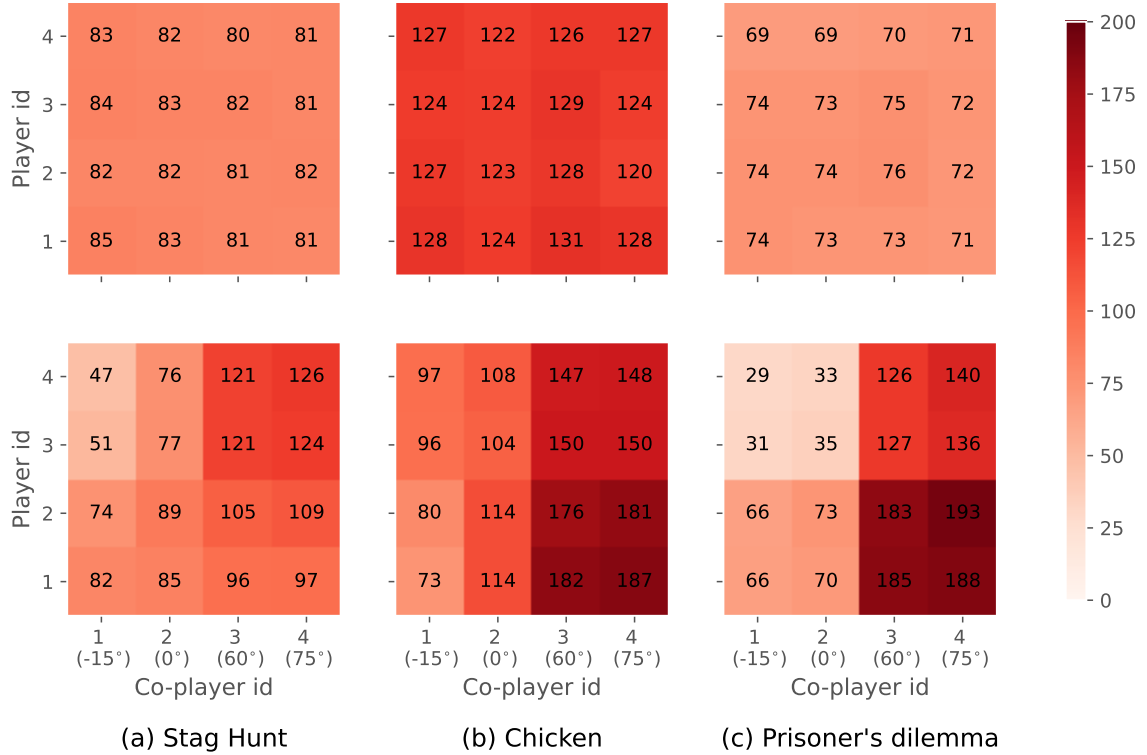 4 83 82 80 81 127 122 126 127 69 69 70 71 200
175
3 84 83 82 81 124 124 129 124 74 73 75 72
Player id
2 82 82 81 82 127 123 128 120 74 74 76 72 150
1 85 83 81 81 128 124 131 128 74 73 73 71 125
100
4 47 76 121 126 97 108 147 148 29 33 126 140
75
3 51 77 121 124 96 104 150 150 31 35 127 136
Player id
50
2 74 89 105 109 80 114 176 181 66 73 183 193
25
1 82 85 96 97 73 114 182 187 66 70 185 188
0
1 2 3 4 1 2 3 4 1 2 3 4
(-15°) (0°) (60°) (75°) (-15°) (0°) (60°) (75°) (-15°) (0°) (60°) (75°)
Co-player id Co-player id Co-player id
(a) Stag Hunt (b) Chicken (c) Prisoner's dilemma